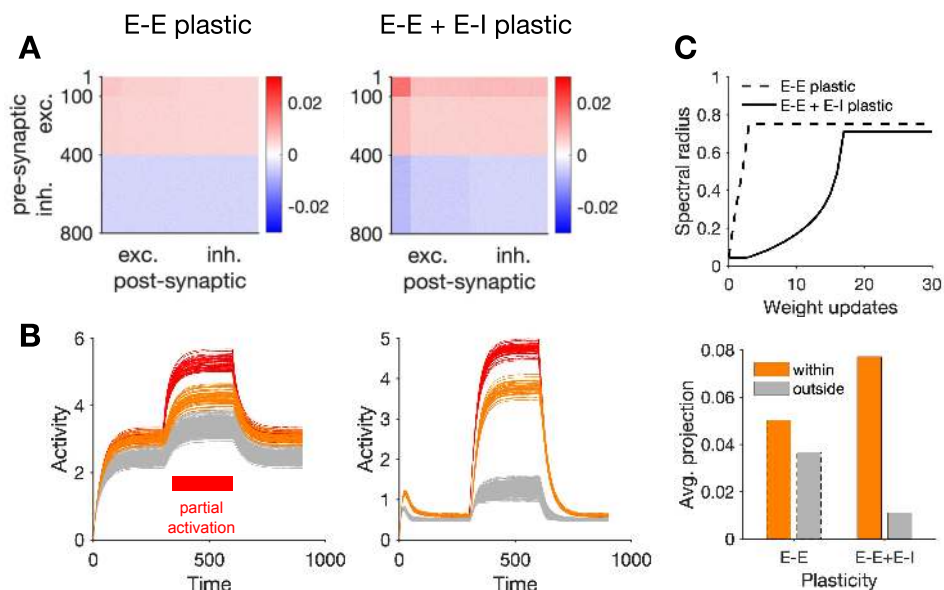 E-E plastic
E-E + E-I plastic
A
pre-synaptic
inh. exc.
1
100
400
800
exc. inh.
post-synaptic
0.02
0
-0.02
1
100
400
800
exc. inh.
post-synaptic
0.02
0
-0.02
C
Spectral radius
1
0.8
0.6
0.4
0.2
0
E-E plastic
E-E + E-I plastic
0 10 20 30
Weight updates
B
Activity
6
4
2
0
partial
activation
0 500 1000
Time
Activity
5
4
3
2
1
0
0 500 1000
Time
Avg. projection
0.08
0.06
0.04
0.02
0
within
outside
E-E E-E+E-I
Plasticity